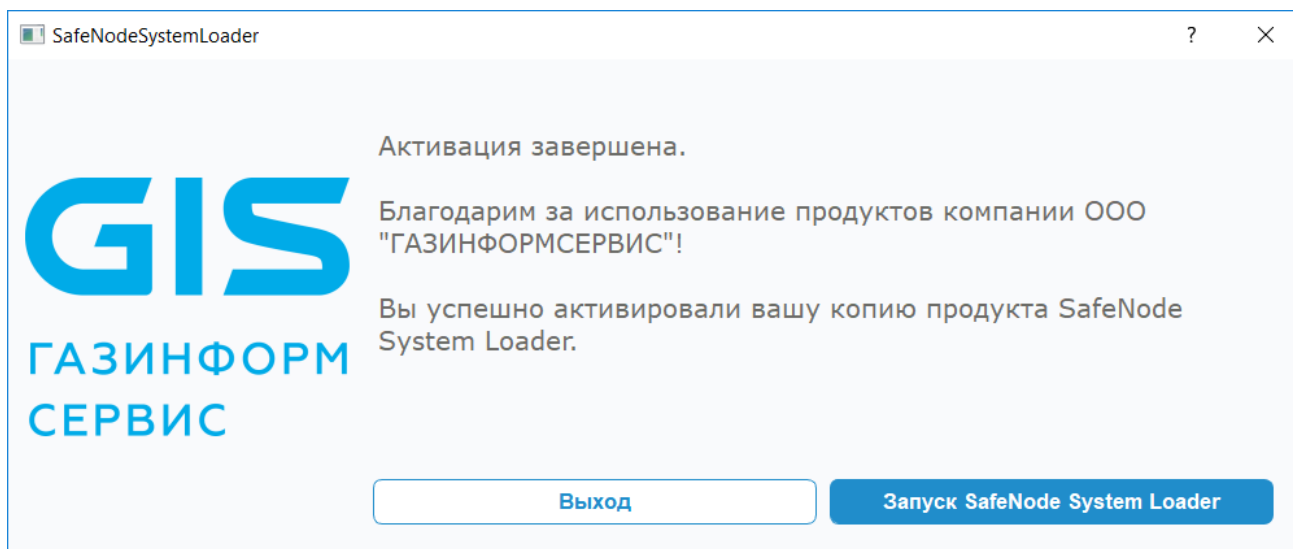 SafeNodeSystemLoader
?
GIS
ГАЗИНФОРМ
СЕРВИС
Активация завершена.
Благодарим за использование продуктов компании ООО
"ГАЗИНФОРМСЕРВИС"!
Вы успешно активировали вашу копию продукта SafeNode
System Loader.
Выход
Запуск SafeNode System Loader